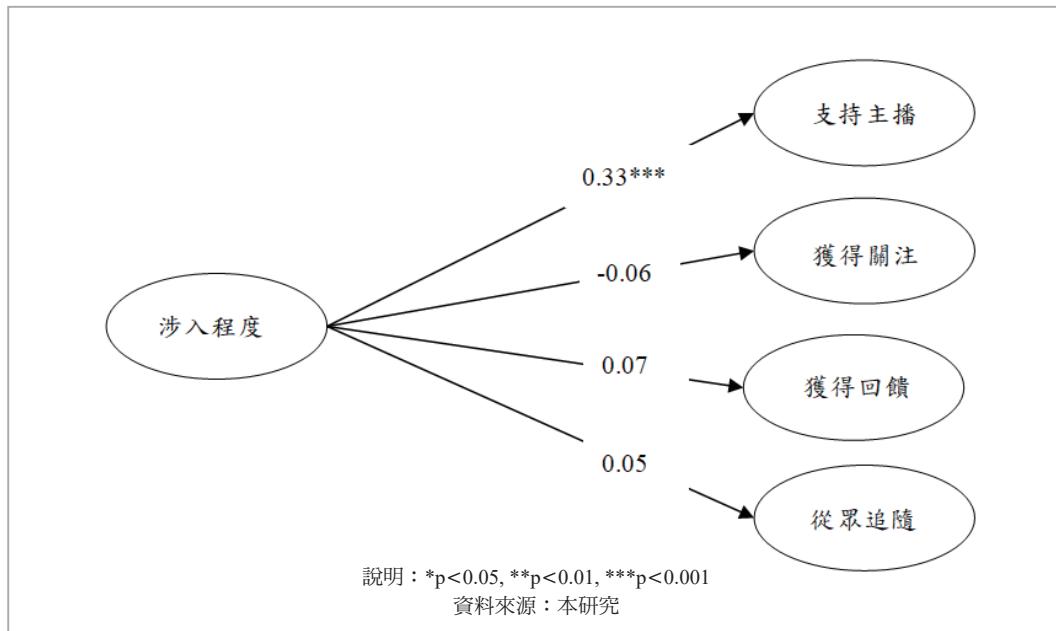 支持主播
0.33***
獲得關注
-0.06
涉入程度
0.07
獲得回饋
0.05
從眾追隨
說明：*p<0.05, **p<0.01, ***p<0.001
資料來源：本研究